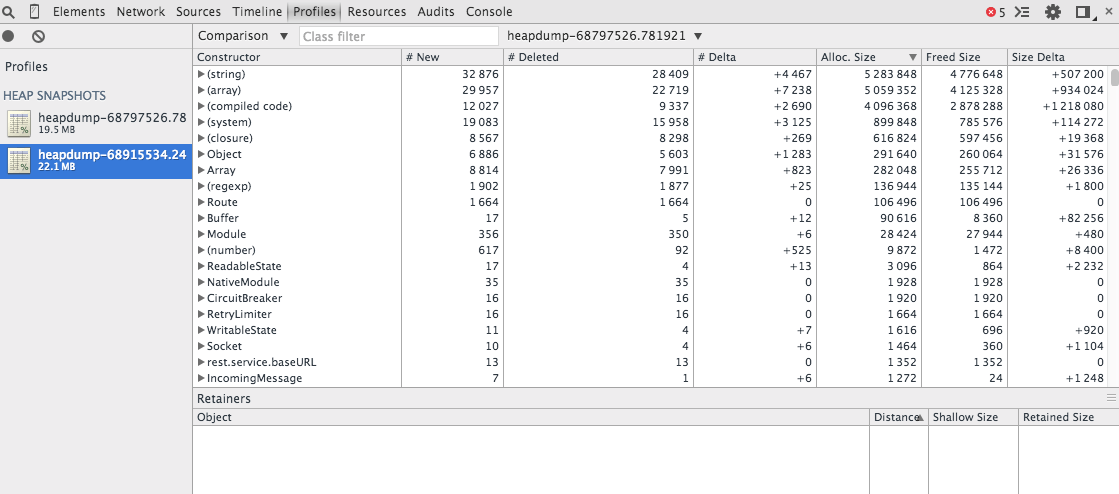 Elements Network Sources Timeline Profiles Resources Audits Console 5
Comparison ▼ Class filter heapdump-68797526.781921 ▼
Profiles
HEAP SNAPSHOTS
heapdump-68797526.78
19.5 MB
heapdump-68915534.24
22.1 MB
Constructor # New # Deleted # Delta Alloc. Size ▼ Freed Size Size Delta
(string) 32 876 28 409 +4 467 5 283 848 4 776 648 +507 200
(array) 29 957 22 719 +7 238 5 059 352 4 125 328 +934 024
(compiled code) 12 027 9 337 +2 690 4 096 368 2 878 288 +1 218 080
(system) 19 083 15 958 +3 125 899 848 785 576 +114 272
(closure) 8 567 8 298 +269 616 824 597 456 +19 368
Object 6 886 5 603 +1 283 291 640 260 064 +31 576
Array 8 814 7 991 +823 282 048 255 712 +26 336
(regexp) 1 902 1 877 +25 136 944 135 144 +1 800
Route 1 664 1 664 0 106 496 106 496 0
Buffer 17 5 +12 90 616 8 360 +82 256
Module 356 350 +6 28 424 27 944 +480
(number) 617 92 +525 9 872 1 472 +8 400
ReadableState 17 4 +13 3 096 864 +2 232
NativeModule 35 35 0 1 928 1 928 0
CircuitBreaker 16 16 0 1 920 1 920 0
RetryLimiter 16 16 0 1 664 1 664 0
WritableState 11 4 +7 1 616 696 +920
Socket 10 4 +6 1 464 360 +1 104
rest.service.baseURL 13 13 0 1 352 1 352 0
IncomingMessage 7 1 +6 1 272 24 +1 248
Retainers
Object Distance Shallow Size Retained Size